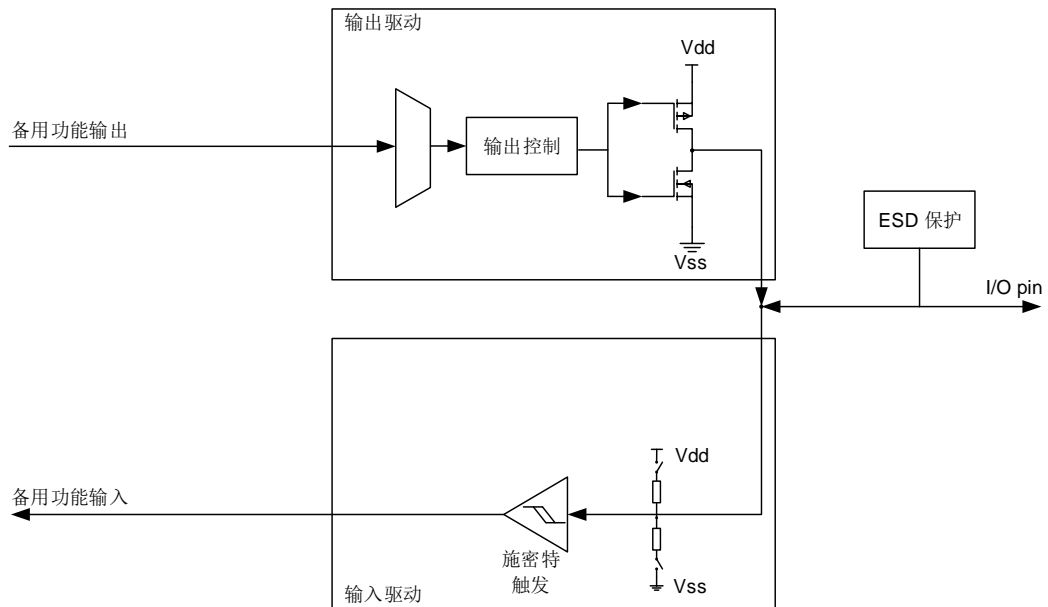 输出驱动
Vdd
备用功能输出
输出控制
ESD 保护
Vss
I/O pin
Vdd
备用功能输入
施密特
触发
Vss
输入驱动